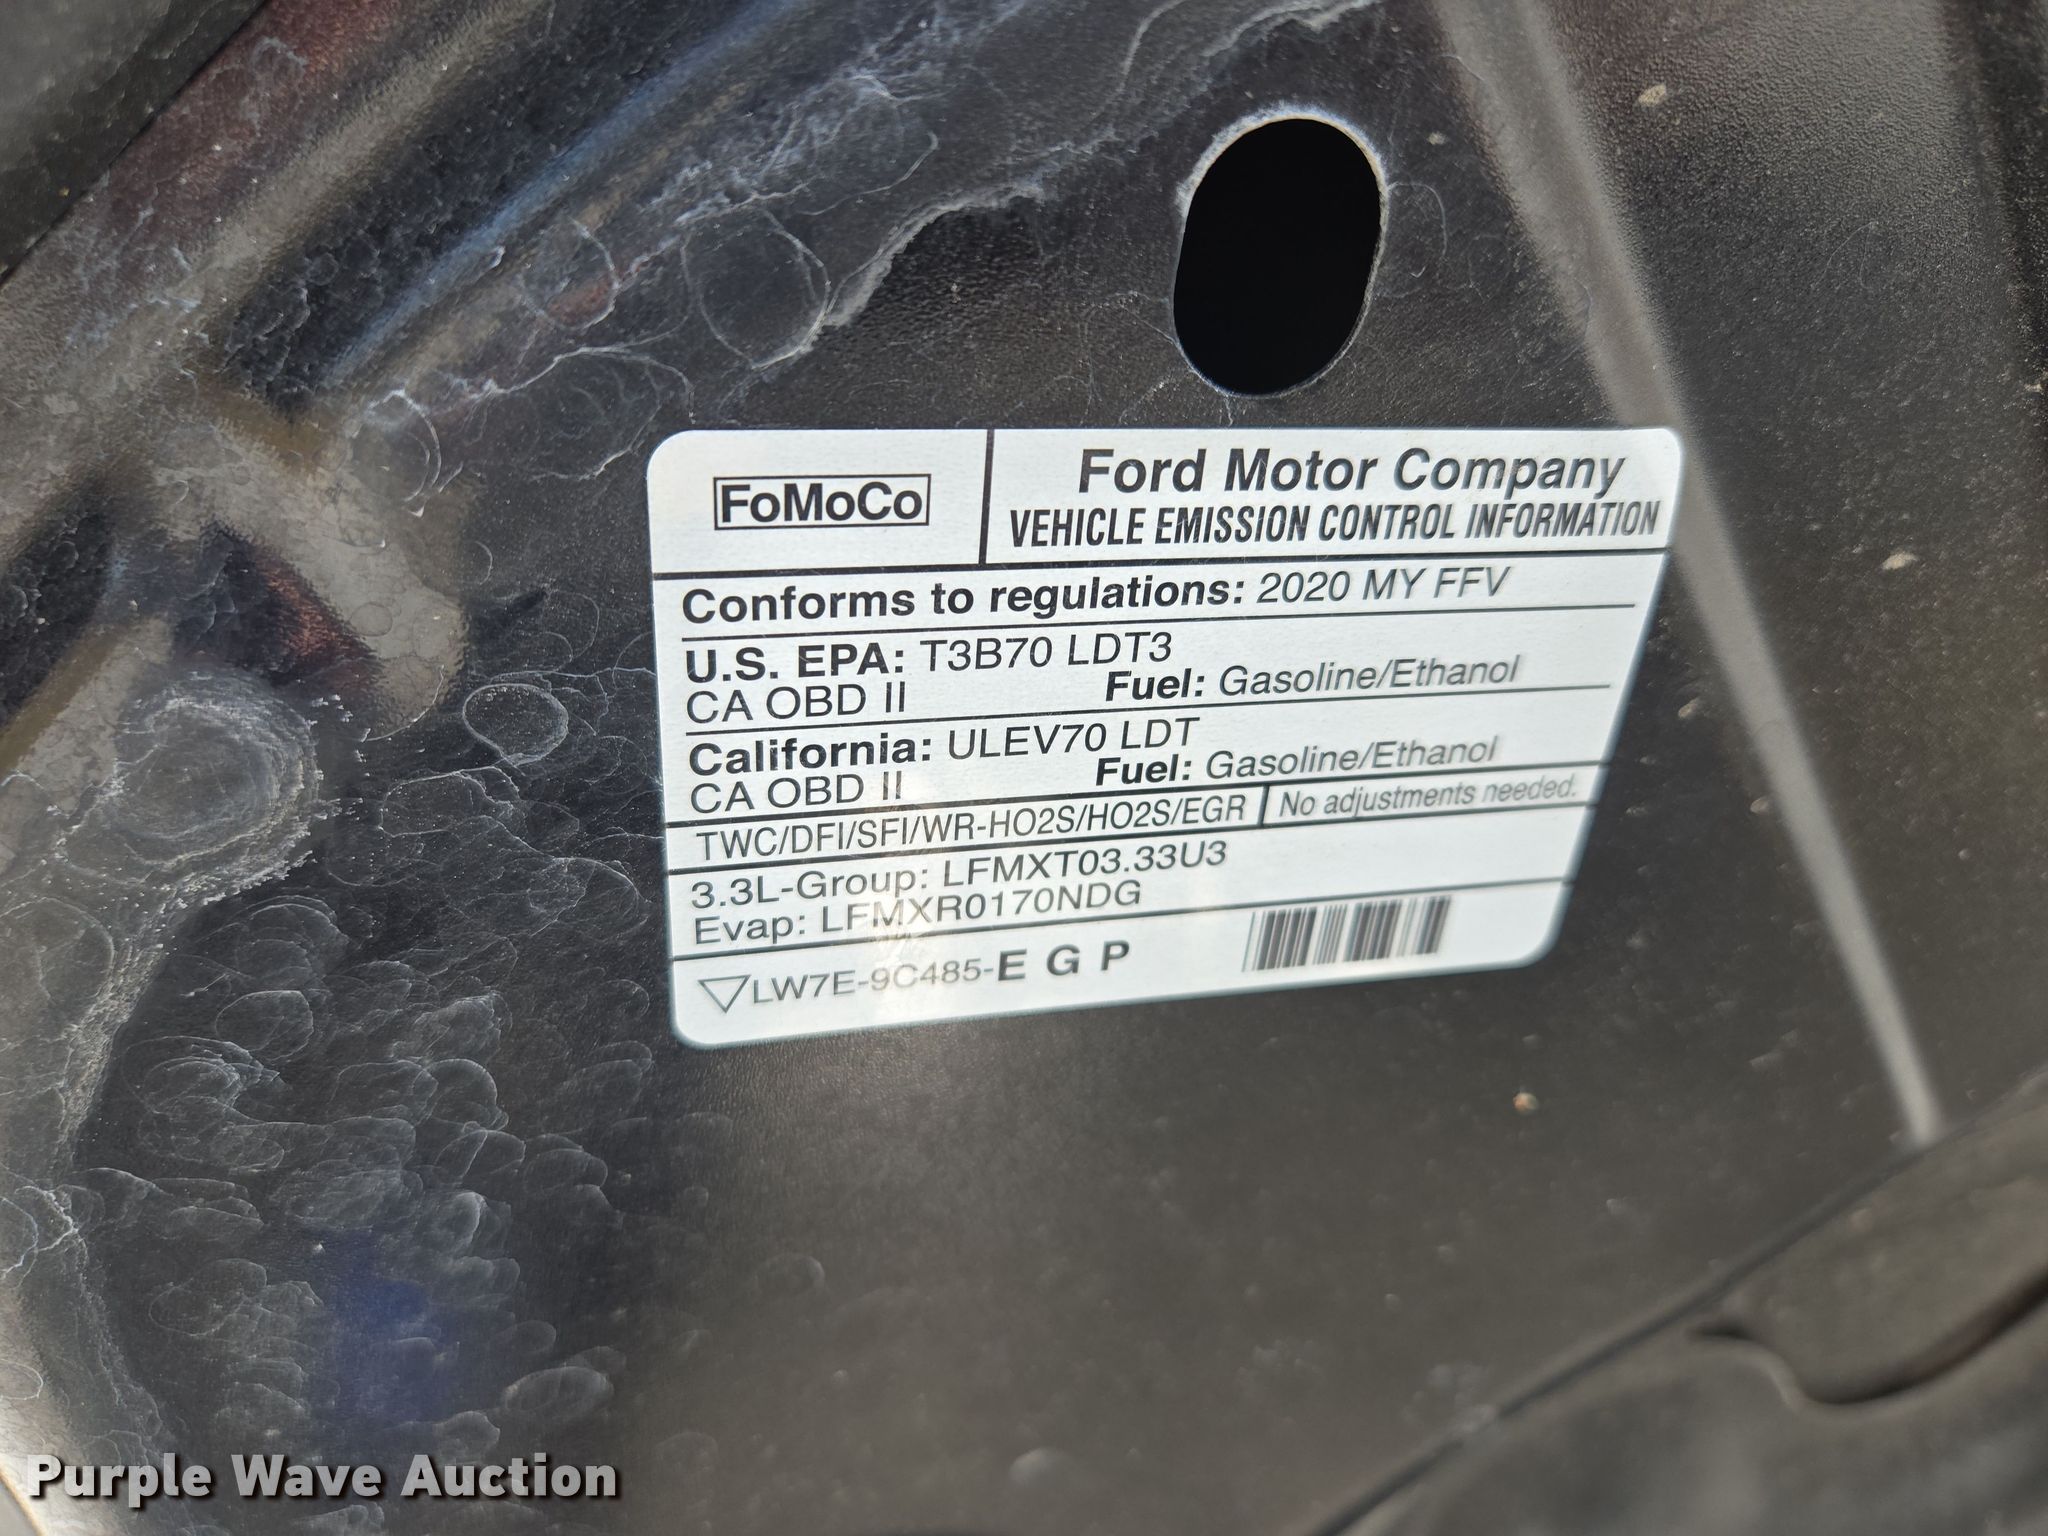 FoMoCo
Ford Motor Company
VEHICLE EMISSION CONTROL INFORMATION
Conforms to regulations: 2020 MY FFV
U.S. EPA: T3B70 LDT3
CA OBD II Fuel: Gasoline/Ethanol
California: ULEV70 LDT
CA OBD II Fuel: Gasoline/Ethanol
TWC/DFI/SFI/WR-HO2S/HO2S/EGR No adjustments needed.
3.3L-Group: LFMXT03.33U3
Evap: LFMXR0170NDG
LW7E-9C485-E G P
Purple Wave Auction